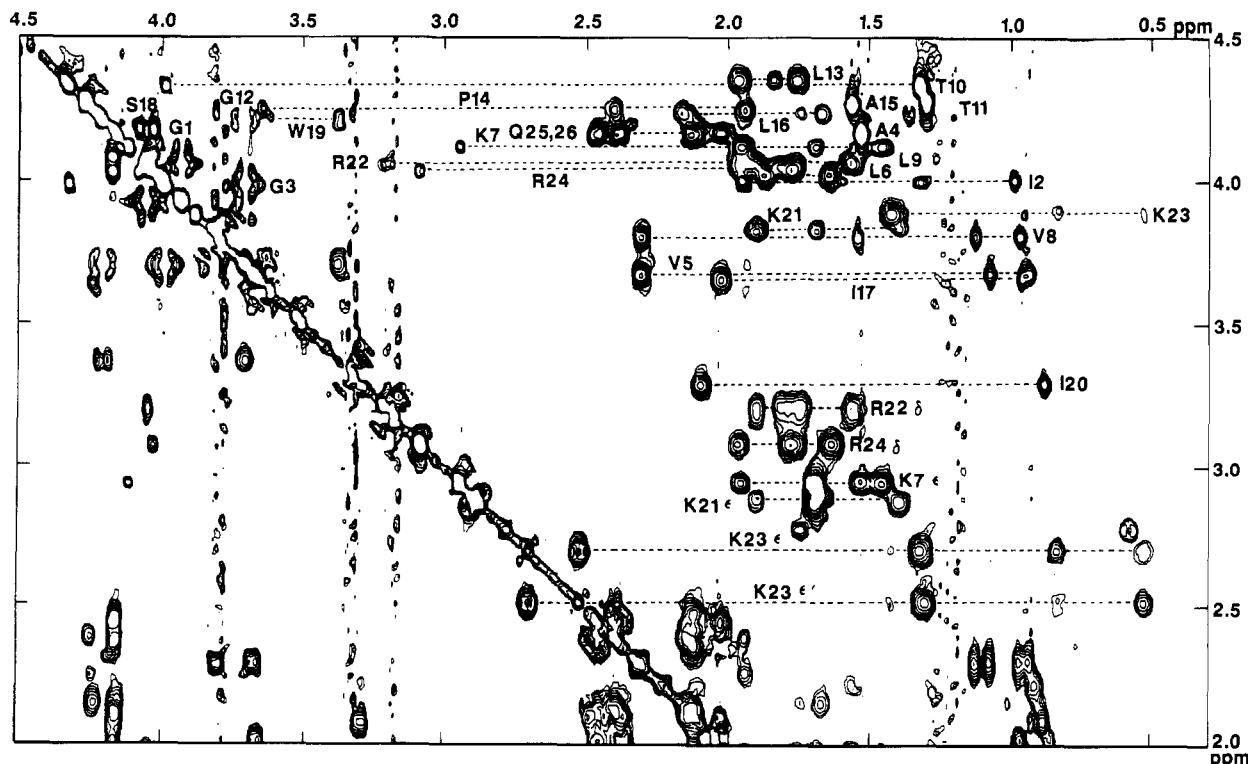 4.5 4.0 3.5 3.0 2.5 2.0 1.5 1.0 0.5 ppm
4.5
L13
T10
G12
P14
A15
T11
S18
W19
L16
G1
K7 Q25,26
A4
R22
L9
R24
L6
G3
I2
4.0
K21
K23
V8
V5
I17
3.5
I20
R22 δ
R24 δ
3.0
K7 ε
K21 ε
K23 ε
K23 ε′
2.5
2.0
ppm